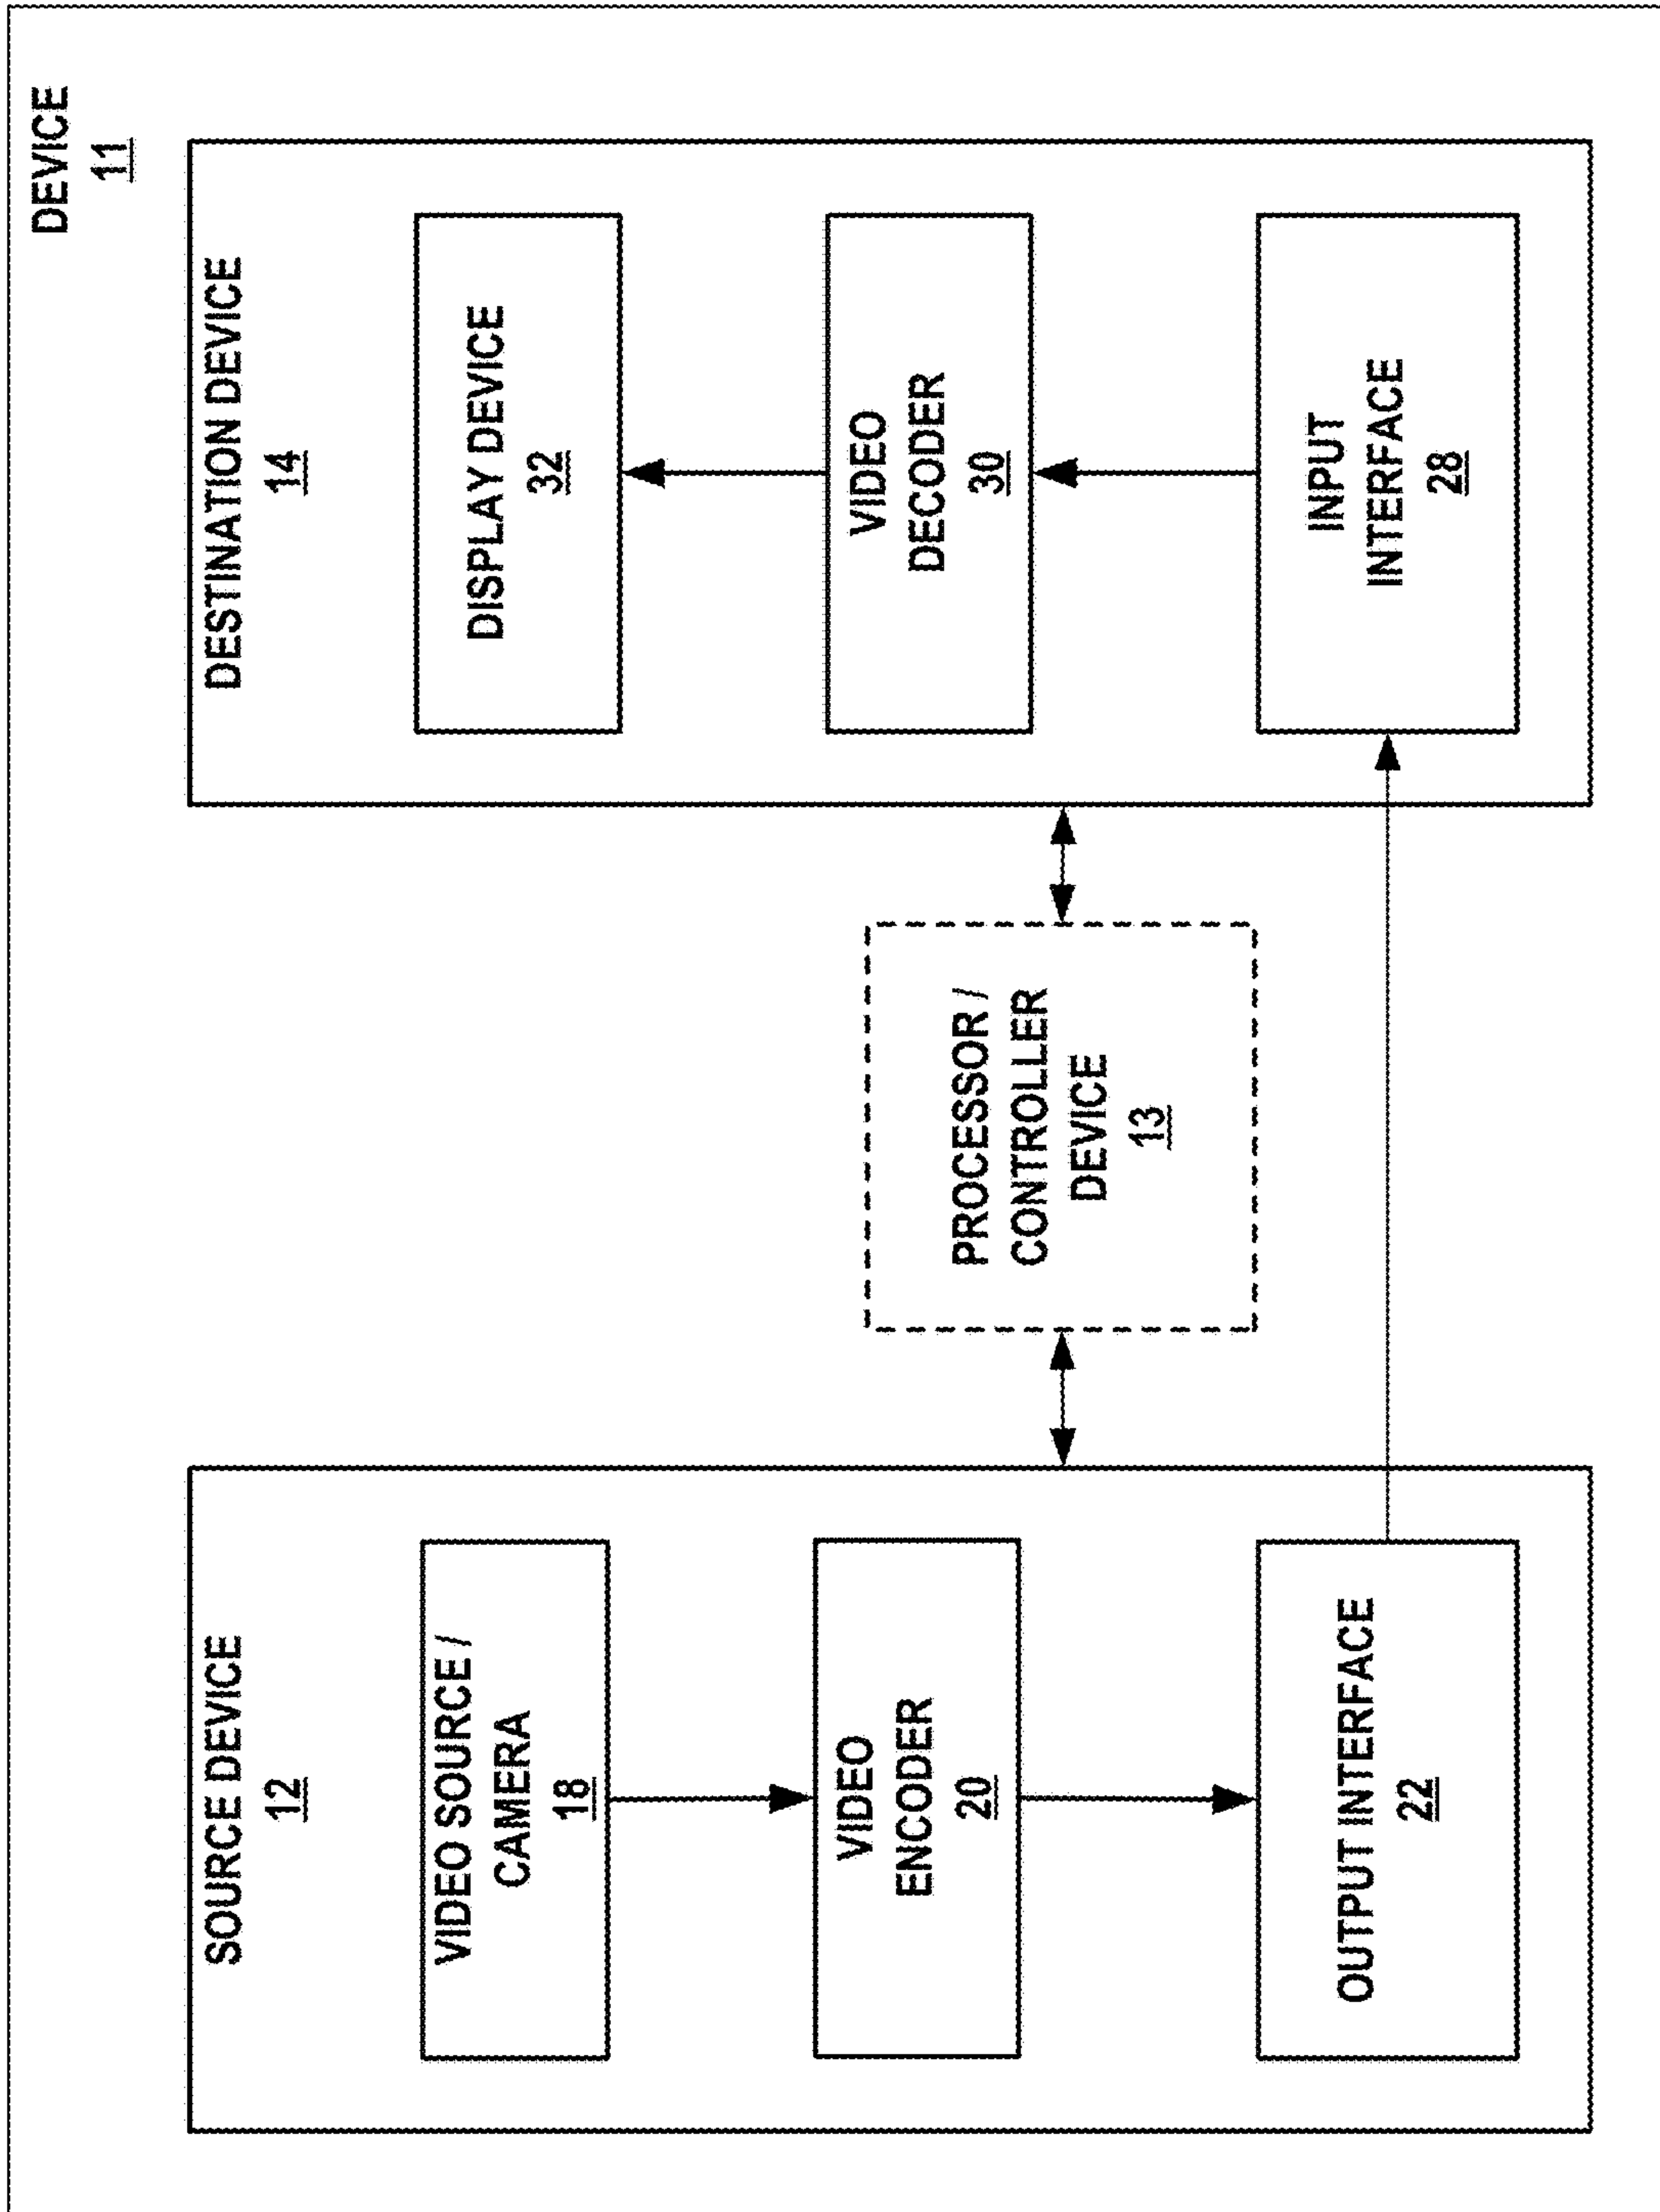 DEVICE
11
SOURCE DEVICE
12
VIDEO SOURCE /
CAMERA
18
VIDEO
ENCODER
20
OUTPUT INTERFACE
22
PROCESSOR /
CONTROLLER
DEVICE
13
DESTINATION DEVICE
14
DISPLAY DEVICE
32
VIDEO
DECODER
30
INPUT
INTERFACE
28